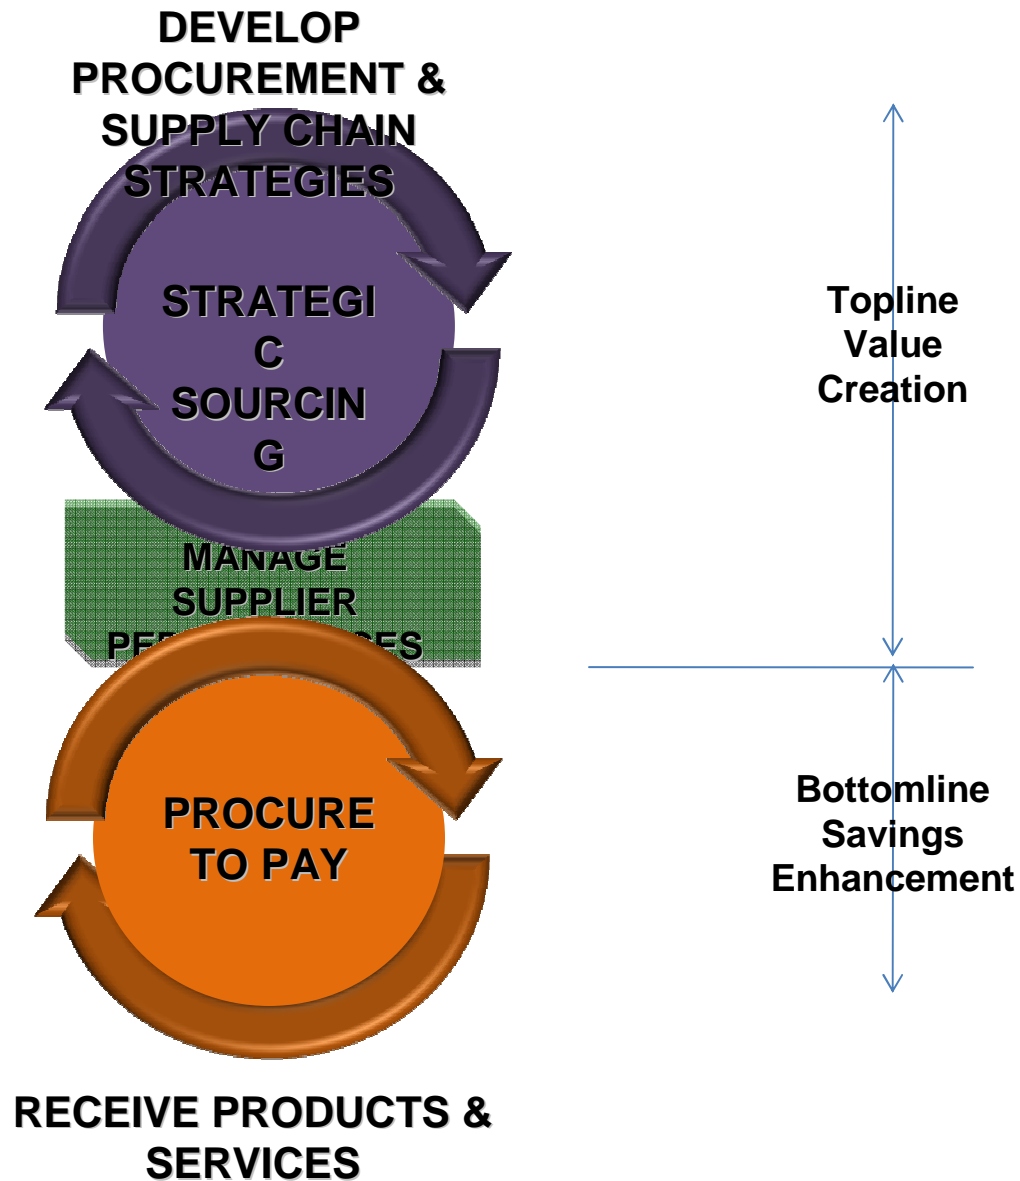 DEVELOP
PROCUREMENT &
SUPPLY CHAIN
STRATEGIES
STRATEGI
C
SOURCIN
G
MANAGE
SUPPLIER
PROCURE
TO PAY
RECEIVE PRODUCTS &
SERVICES
Topline
Value
Creation
Bottomline
Savings
Enhancement